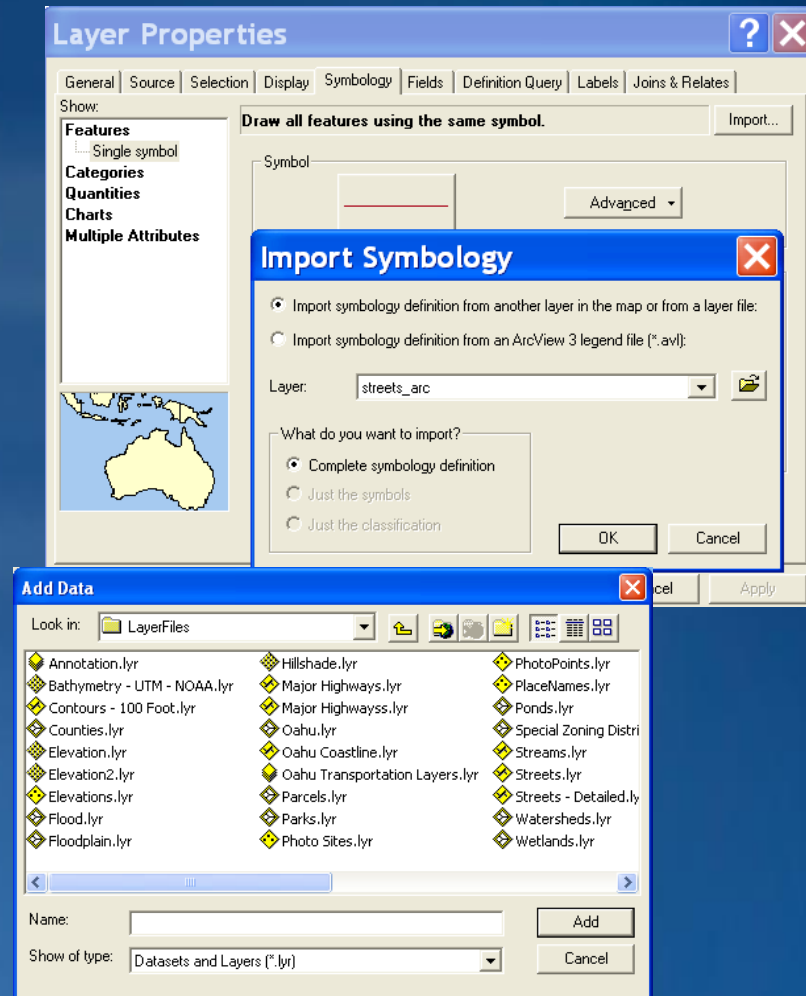 Layer Properties
General Source Selection Display Symbology Fields Definition Query Labels Joins & Relates
Show:
Features
Single symbol
Categories
Quantities
Charts
Multiple Attributes
Draw all features using the same symbol.
Import...
Symbol
Advanced
Import Symbology
Import symbology definition from another layer in the map or from a layer file:
Import symbology definition from an ArcView 3 legend file (*.avl):
Layer: streets_arc
What do you want to import?
Complete symbology definition
Just the symbols
Just the classification
OK Cancel
cel Apply
Add Data
Look in: LayerFiles
Annotation.lyr
Bathymetry - UTM - NOAA.lyr
Contours - 100 Foot.lyr
Counties.lyr
Elevation.lyr
Elevation2.lyr
Elevations.lyr
Flood.lyr
Floodplain.lyr
Hillshade.lyr
Major Highways.lyr
Major Highwayss.lyr
Oahu.lyr
Oahu Coastline.lyr
Oahu Transportation Layers.lyr
Parcels.lyr
Parks.lyr
Photo Sites.lyr
PhotoPoints.lyr
PlaceNames.lyr
Ponds.lyr
Special Zoning Distri
Streams.lyr
Streets.lyr
Streets - Detailed.ly
Watersheds.lyr
Wetlands.lyr
Name:
Add
Show of type: Datasets and Layers (*.lyr)
Cancel